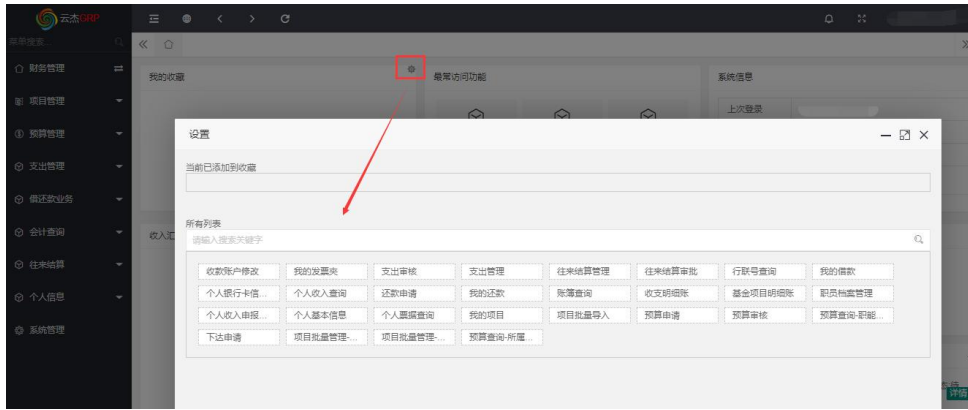 云杰GRP
菜单搜索
财务管理
项目管理
预算管理
支出管理
借还款业务
会计查询
往来结算
个人信息
系统管理
我的收藏
最常访问功能
系统信息
上次登录
收入汇
设置
当前已添加到收藏
所有列表
请输入搜索关键字
收款账户修改 我的发票夹 支出审核 支出管理 往来结算管理 往来结算审批 行联号查询 我的借款
个人银行卡信... 个人收入查询 还款申请 我的还款 账簿查询 收支明细账 基金项目明细账 职员档案管理
个人收入申报... 个人基本信息 个人票据查询 我的项目 项目批量导入 预算申请 预算审核 预算查询-职能...
下达申请 项目批量管理-... 项目批量管理-... 预算查询-所属...
详情